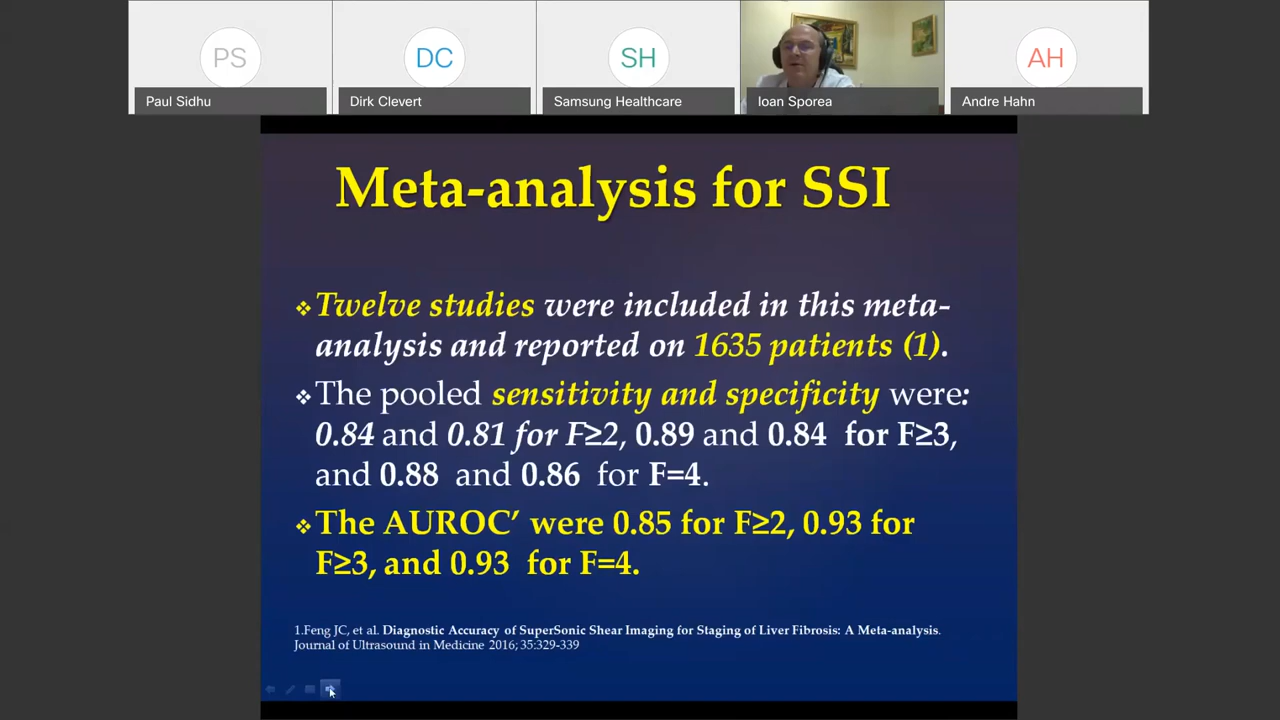 PS
DC
SH
AH
Paul Sidhu
Dirk Clevert
Samsung Healthcare
Ioan Sporea
Andre Hahn
Meta-analysis for SSI
❖Twelve studies were included in this meta-
analysis and reported on 1635 patients (1).
❖The pooled sensitivity and specificity were:
0.84 and 0.81 for F≥2, 0.89 and 0.84 for F≥3,
and 0.88 and 0.86 for F=4.
❖The AUROC’ were 0.85 for F≥2, 0.93 for
F≥3, and 0.93 for F=4.
1.Feng JC, et al. Diagnostic Accuracy of SuperSonic Shear Imaging for Staging of Liver Fibrosis: A Meta-analysis.
Journal of Ultrasound in Medicine 2016; 35:329-339